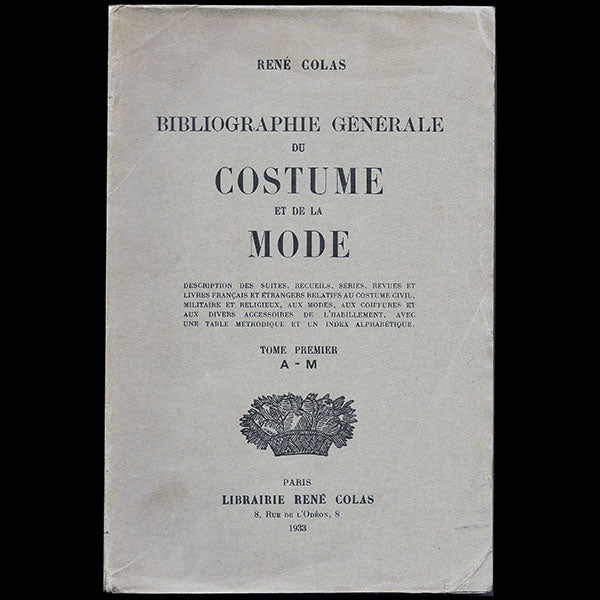 RENÉ COLAS
BIBLIOGRAPHIE GÉNÉRALE
DU
COSTUME
ET DE LA
MODE
DESCRIPTION DES SUITES, RECUEILS, SÉRIES, REVUES ET
LIVRES FRANÇAIS ET ÉTRANGERS RELATIFS AU COSTUME CIVIL,
MILITAIRE ET RELIGIEUX, AUX MODES, AUX COIFFURES ET
AUX DIVERS ACCESSOIRES DE L'HABILLEMENT, AVEC
UNE TABLE MÉTHODIQUE ET UN INDEX ALPHABÉTIQUE.
TOME PREMIER
A - M
PARIS
LIBRAIRIE RENÉ COLAS
8, RUE DE L'ODÉON, 8
1933